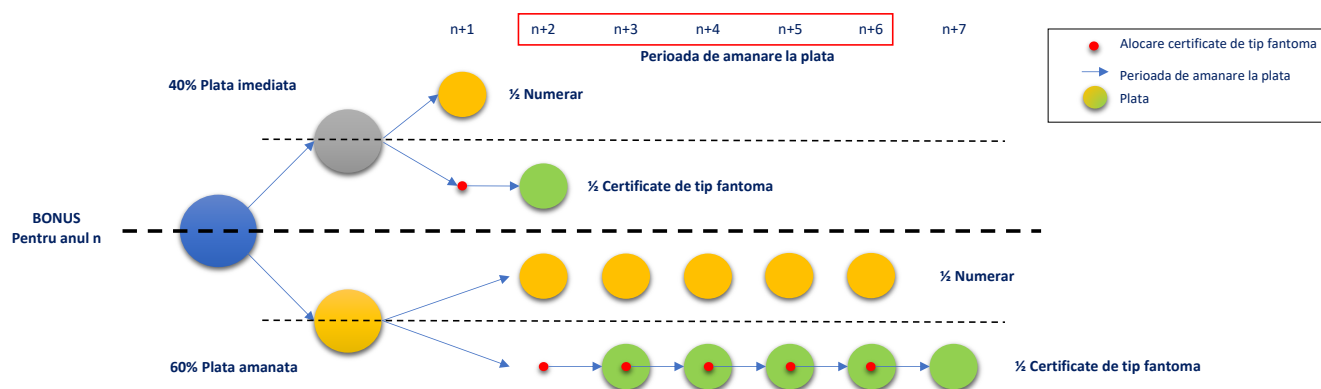 n+1 n+2 n+3 n+4 n+5 n+6 n+7
Perioada de amanare la plata
Alocare certificate de tip fantoma
Perioada de amanare la plata
Plata
40% Plata imediata
½ Numerar
½ Certificate de tip fantoma
BONUS
Pentru anul n
½ Numerar
60% Plata amanata
½ Certificate de tip fantoma